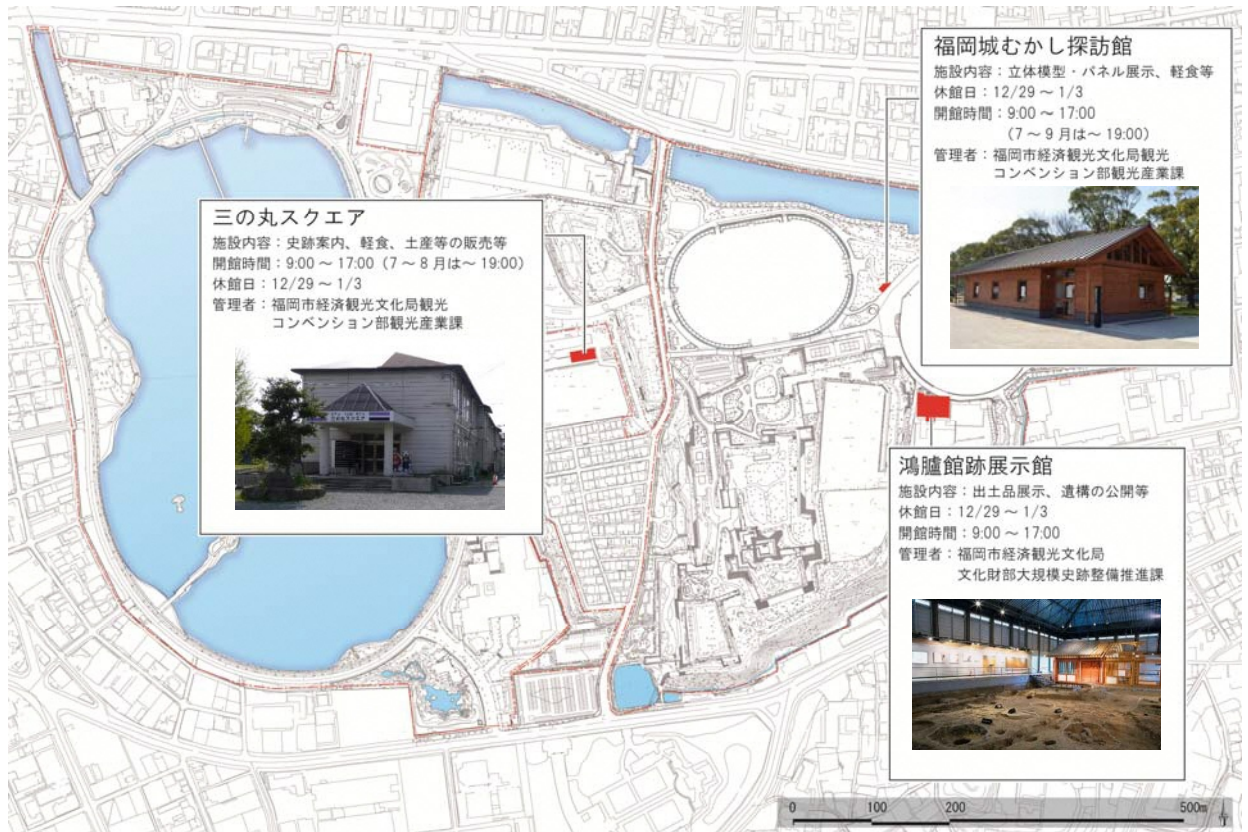 福岡城むかし探訪館
施設内容：立体模型・パネル展示、軽食等
休館日：12/29 ～ 1/3
開館時間：9:00 ～ 17:00
（7 ～ 9 月は～ 19:00）
管理者：福岡市経済観光文化局観光
コンベンション部観光産業課
三の丸スクエア
施設内容：史跡案内、軽食、土産等の販売等
開館時間：9:00 ～ 17:00（7 ～ 8 月は～ 19:00）
休館日：12/29 ～ 1/3
管理者：福岡市経済観光文化局観光
コンベンション部観光産業課
三の丸スクエア
鴻臚館跡展示館
施設内容：出土品展示、遺構の公開等
休館日：12/29 ～ 1/3
開館時間：9:00 ～ 17:00
管理者：福岡市経済観光文化局
文化財部大規模史跡整備推進課
0 100 200 500m